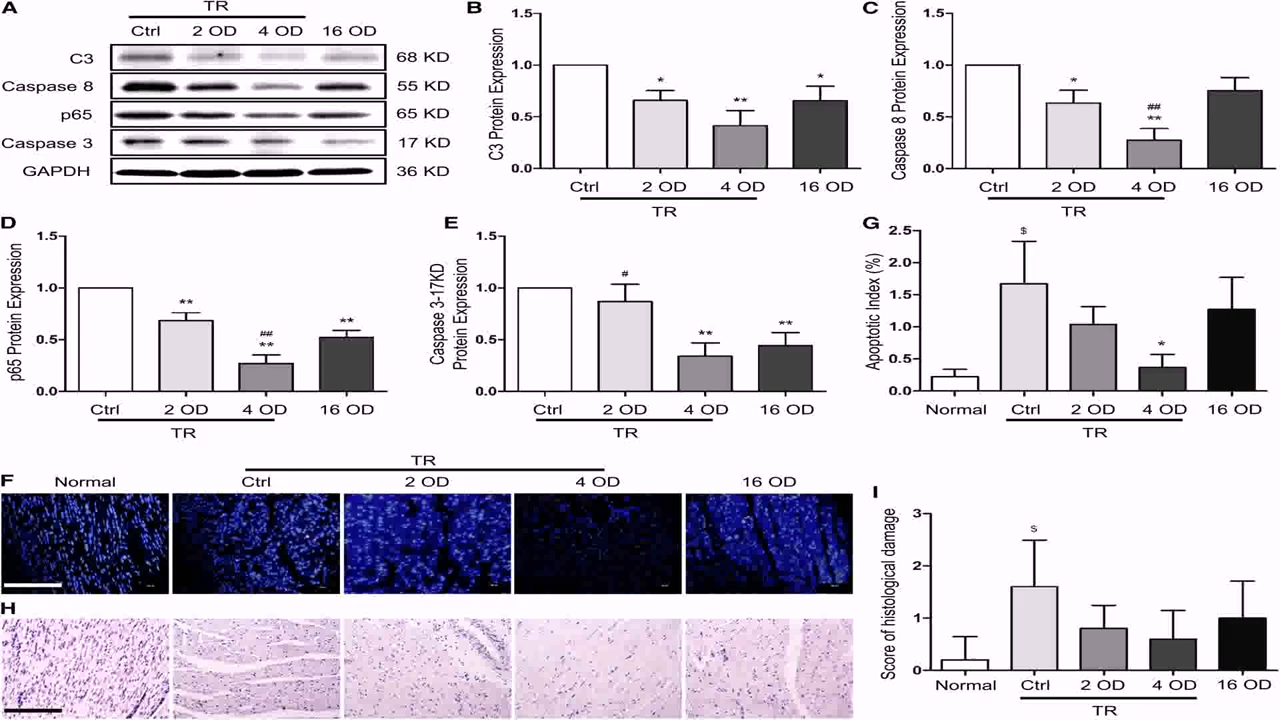 A
TR
Ctrl 2 OD 4 OD 16 OD
C3 68 KD
Caspase 8 55 KD
p65 65 KD
Caspase 3 17 KD
GAPDH 36 KD
B
C3 Protein Expression
1.5
1.0
0.5
0.0
* ** *
Ctrl 2 OD 4 OD 16 OD
TR
C
Caspase 8 Protein Expression
1.5
1.0
0.5
0.0
* ##
**
Ctrl 2 OD 4 OD 16 OD
TR
D
p65 Protein Expression
1.5
1.0
0.5
0.0
** ## **
**
Ctrl 2 OD 4 OD 16 OD
TR
E
Caspase 3-17KD
Protein Expression
1.5
1.0
0.5
0.0
# ** **
Ctrl 2 OD 4 OD 16 OD
TR
G
Apoptotic Index (%)
2.5
2.0
1.5
1.0
0.5
0.0
$ *
Normal Ctrl 2 OD 4 OD 16 OD
TR
F
TR
Normal Ctrl 2 OD 4 OD 16 OD
H
I
Score of histological damage
3
2
1
0
$
Normal Ctrl 2 OD 4 OD 16 OD
TR